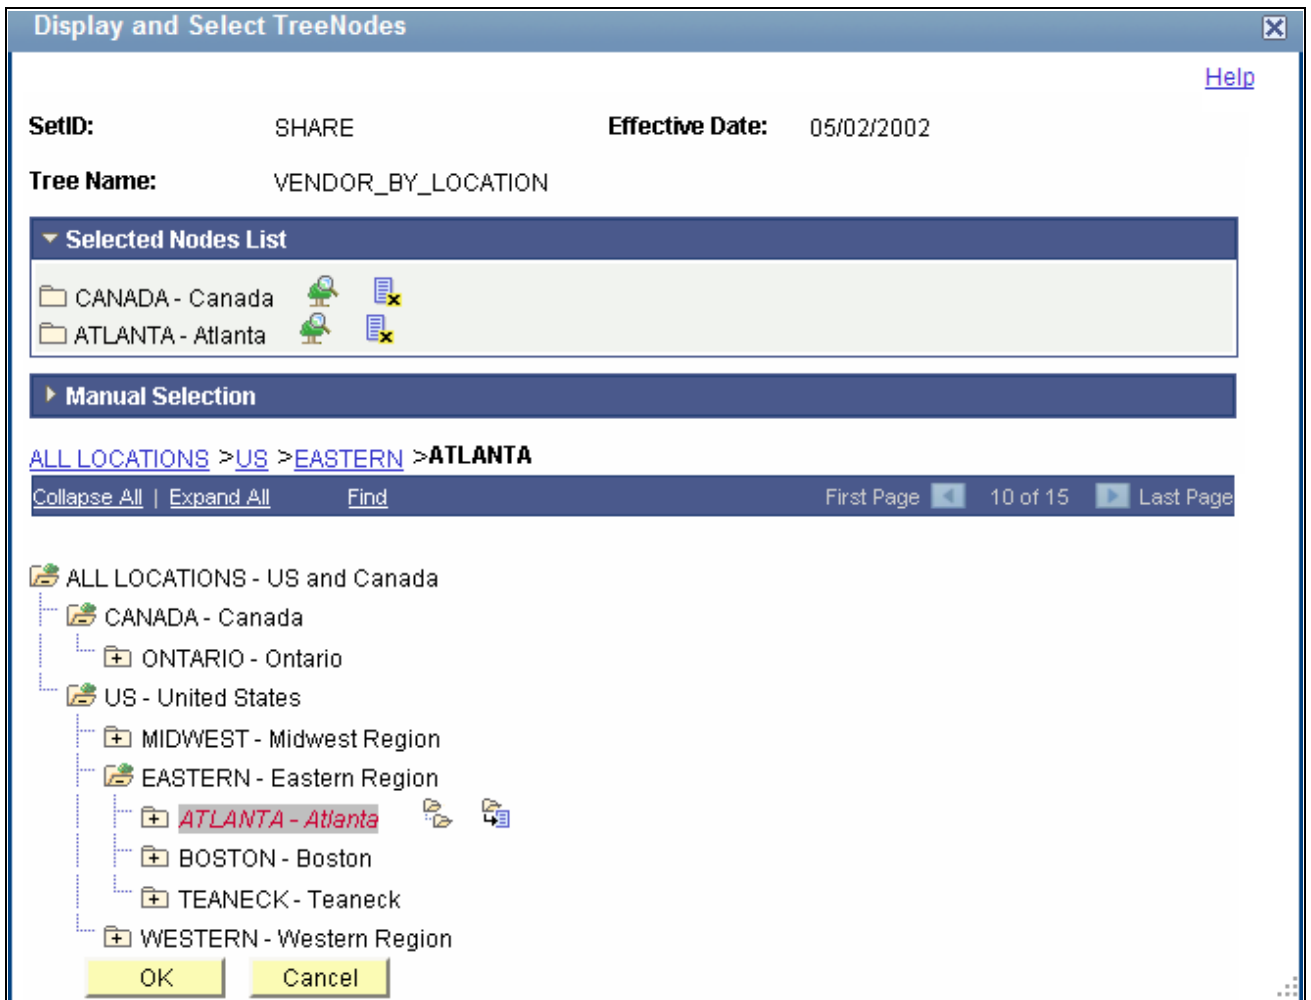 Display and Select TreeNodes
Help
SetID: SHARE Effective Date: 05/02/2002
Tree Name: VENDOR_BY_LOCATION
Selected Nodes List
CANADA - Canada
ATLANTA - Atlanta
Manual Selection
ALL LOCATIONS >US >EASTERN >ATLANTA
Collapse All | Expand All Find First Page 10 of 15 Last Page
ALL LOCATIONS - US and Canada
CANADA - Canada
ONTARIO - Ontario
US - United States
MIDWEST - Midwest Region
EASTERN - Eastern Region
ATLANTA - Atlanta
BOSTON - Boston
TEANECK - Teaneck
WESTERN - Western Region
OK Cancel